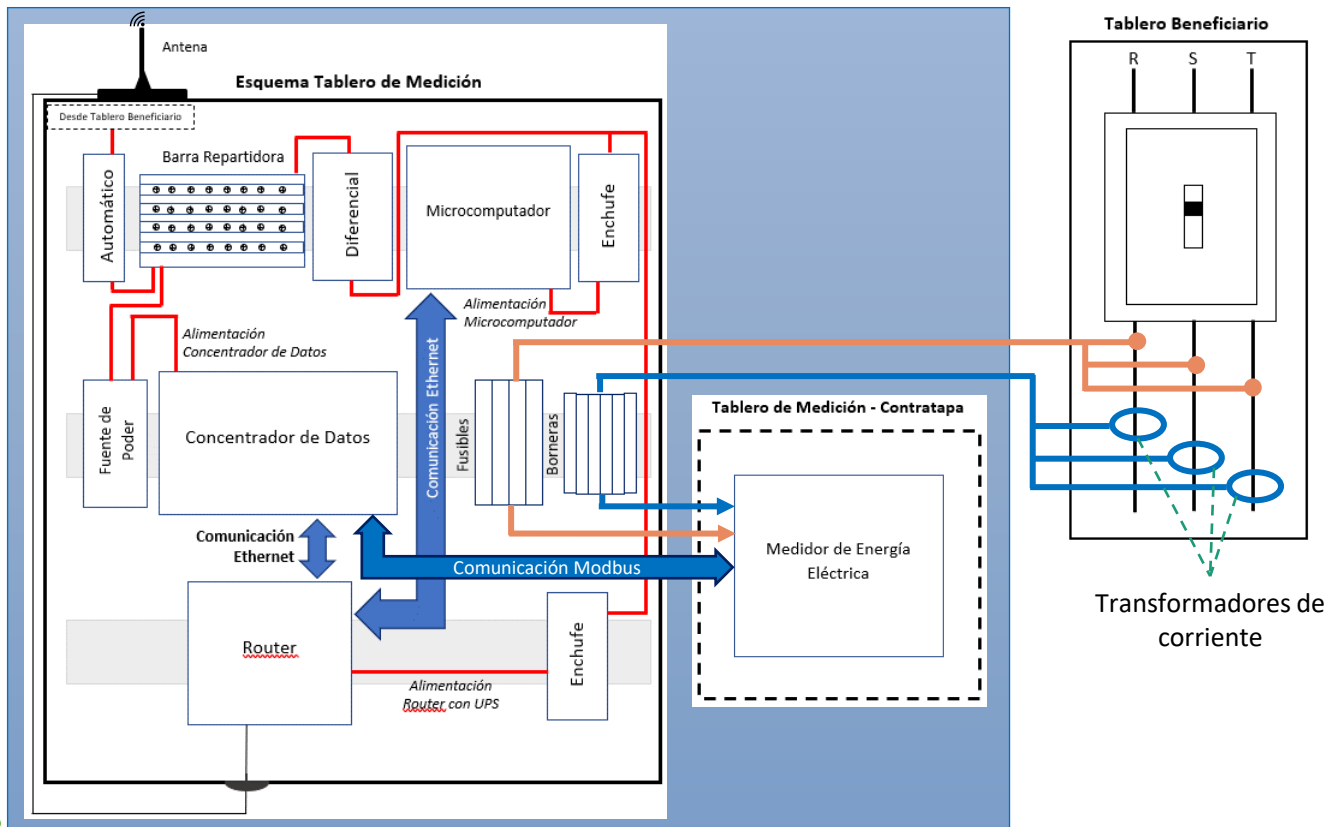 Antena
Esquema Tablero de Medición
Desde Tablero Beneficiario
Automático
Barra Repartidora
Diferencial
Microcomputador
Enchufe
Alimentación
Microcomputador
Alimentación
Concentrador de Datos
Fuente de
Poder
Concentrador de Datos
Comunicación Ethernet
Fusibles
Borneras
Comunicación
Ethernet
Comunicación Modbus
Router
Alimentación
Router con UPS
Enchufe
Tablero de Medición - Contratapa
Medidor de Energía
Eléctrica
Tablero Beneficiario
R S T
Transformadores de
corriente